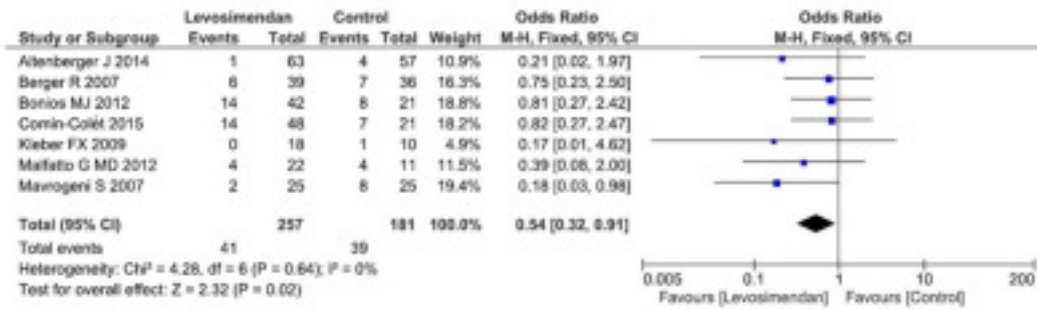 Levosimendan Control Odds Ratio Odds Ratio
Study or Subgroup Events Total Events Total Weight M-H, Fixed, 95% CI M-H, Fixed, 95% CI
Altenberger J 2014 1 63 4 57 10.9% 0.21 [0.02, 1.97]
Berger R 2007 6 39 7 36 16.3% 0.75 [0.23, 2.50]
Bonios MJ 2012 14 42 8 21 18.8% 0.81 [0.27, 2.42]
Comin-Colet 2015 14 48 7 21 18.2% 0.82 [0.27, 2.47]
Kleber FX 2009 0 18 1 10 4.9% 0.17 [0.01, 4.62]
Malfatto G MD 2012 4 22 4 11 11.5% 0.39 [0.08, 2.00]
Mavrogeni S 2007 2 25 8 25 19.4% 0.18 [0.03, 0.98]
Total (95% CI) 257 181 100.0% 0.54 [0.32, 0.91]
Total events 41 39
Heterogeneity: Chi² = 4.28, df = 6 (P = 0.64); I² = 0%
Test for overall effect: Z = 2.32 (P = 0.02)
0.005 0.1 1 10 200
Favours [Levosimendan] Favours [Control]